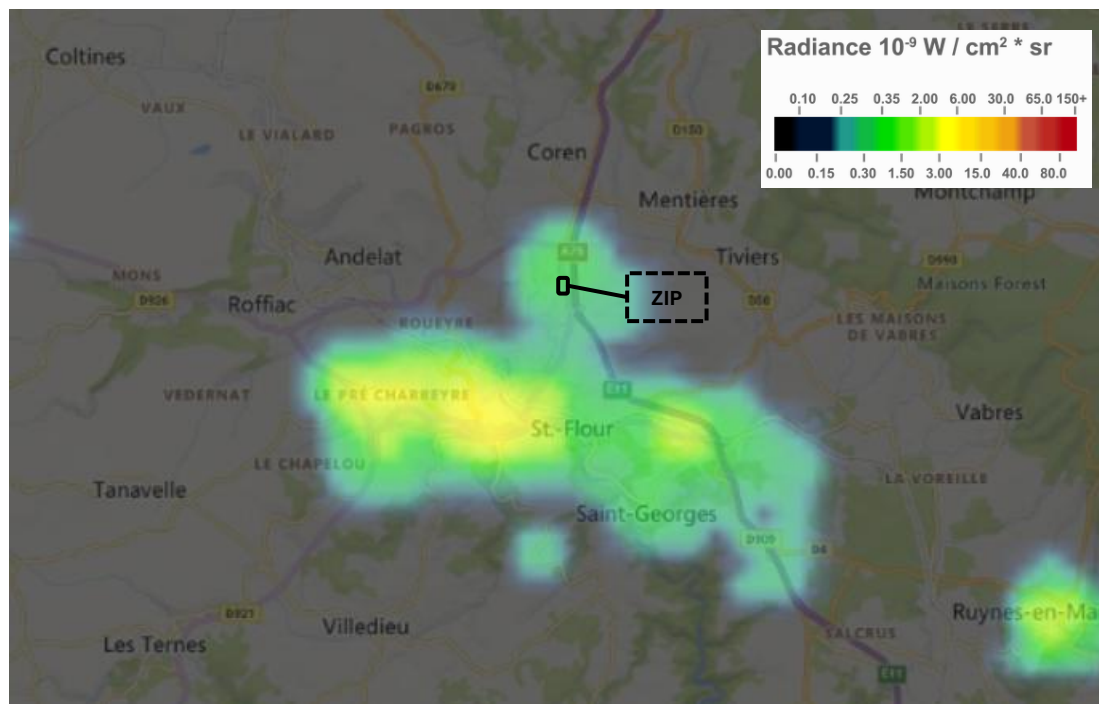 LE SERRE
Coltines
Radiance 10⁻⁹ W / cm² * sr
0.10 0.25 0.35 2.00 6.00 30.0 65.0 150+
0.00 0.15 0.30 1.50 3.00 15.0 40.0 80.0
D679
VAUX
LE VIALARD
PAGROS
D150
Coren
Mentières
Montchamp
A75
Andelat
Tiviers
D990
MONS
Maisons Forest
ZIP
D926
Roffiac
D50
ROUEYRE
LES MAISONS
DE VABRES
E11
VEDERNAT
LE PRÉ CHARREYRE
St.-Flour
Vabres
LE CHAPELOU
LA VOREILLE
Tanavelle
Saint-Georges
D909
D4
D921
Villedieu
Ruynes-en-Ma
Les Ternes
SALCRUS
E11